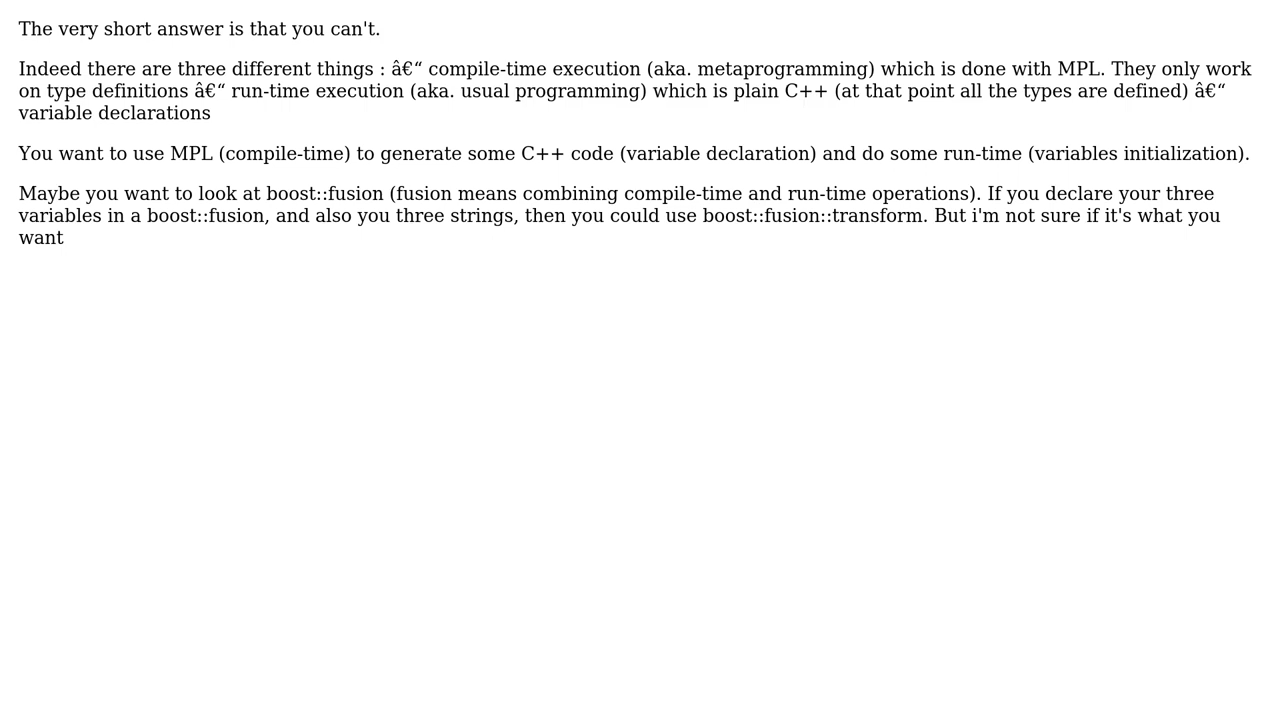 The very short answer is that you can't.
Indeed there are three different things : â€“ compile-time execution (aka. metaprogramming) which is done with MPL. They only work
on type definitions â€“ run-time execution (aka. usual programming) which is plain C++ (at that point all the types are defined) â€“
variable declarations
You want to use MPL (compile-time) to generate some C++ code (variable declaration) and do some run-time (variables initialization).
Maybe you want to look at boost::fusion (fusion means combining compile-time and run-time operations). If you declare your three
variables in a boost::fusion, and also you three strings, then you could use boost::fusion::transform. But i'm not sure if it's what you
want